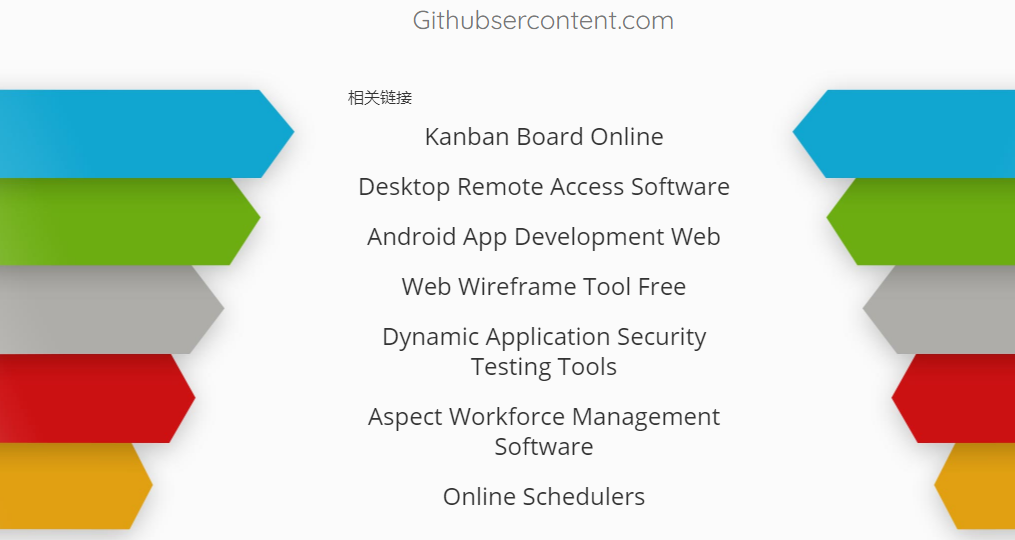 Githubsercontent.com
相关链接
Kanban Board Online
Desktop Remote Access Software
Android App Development Web
Web Wireframe Tool Free
Dynamic Application Security
Testing Tools
Aspect Workforce Management
Software
Online Schedulers